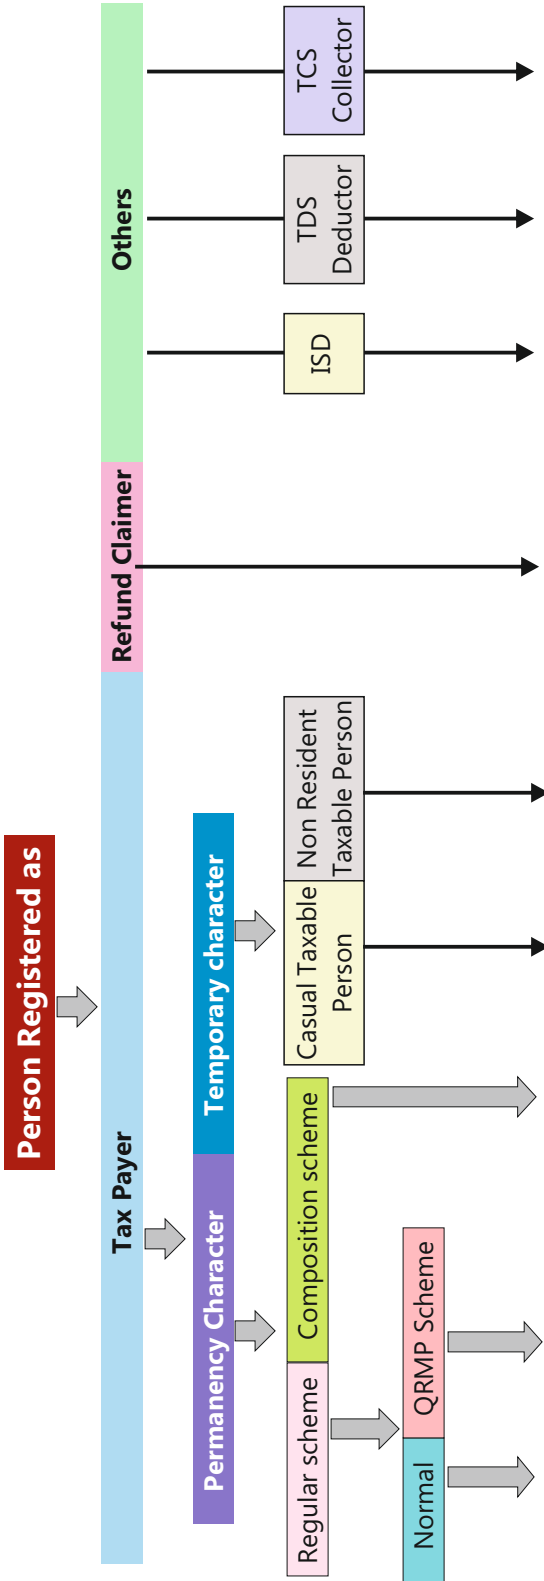 Person Registered as
Tax Payer
Refund Claimer
Others
Permanency Character
Temporary character
Regular scheme
Composition scheme
Casual Taxable
Person
Non Resident
Taxable Person
ISD
TDS
Deductor
TCS
Collector
Normal
QRMP Scheme